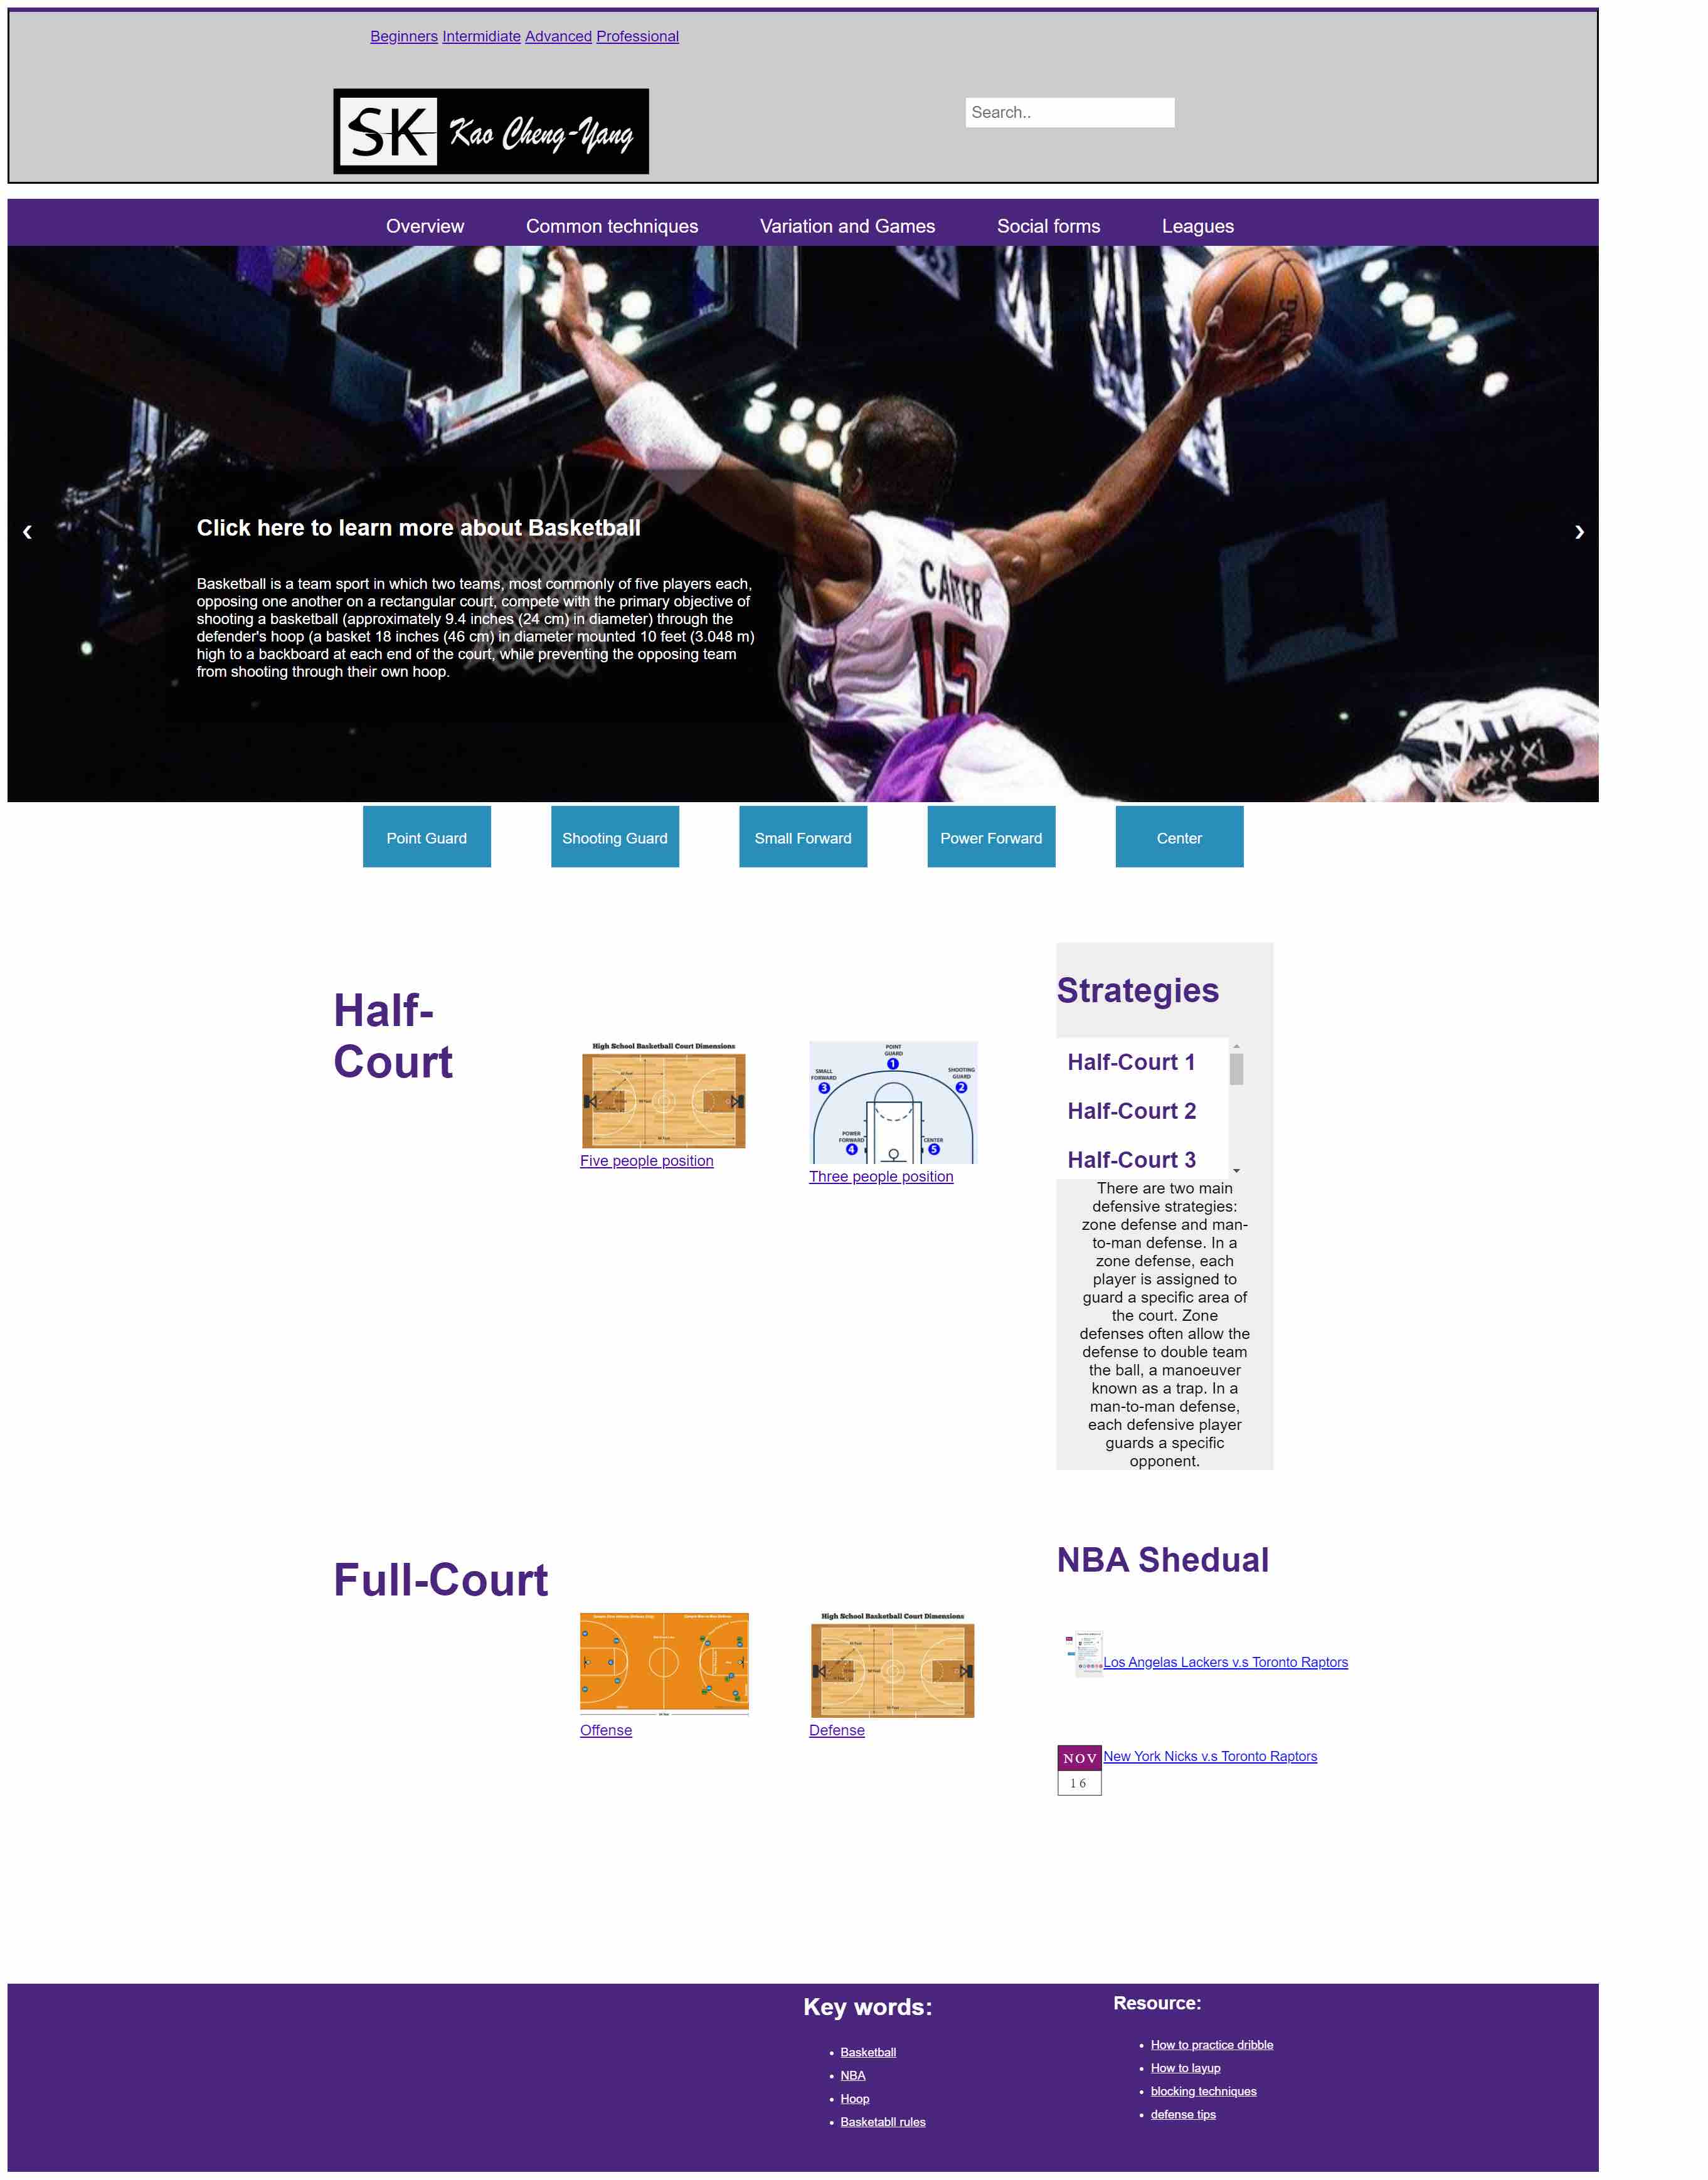 Beginners Intermidiate Advanced Professional
SK Kao Cheng-Yang
Search..
Overview Common techniques Variation and Games Social forms Leagues
Click here to learn more about Basketball
Basketball is a team sport in which two teams, most commonly of five players each,
opposing one another on a rectangular court, compete with the primary objective of
shooting a basketball (approximately 9.4 inches (24 cm) in diameter) through the
defender's hoop (a basket 18 inches (46 cm) in diameter mounted 10 feet (3.048 m)
high to a backboard at each end of the court, while preventing the opposing team
from shooting through their own hoop.
CARTER
15
‹ ›
Point Guard Shooting Guard Small Forward Power Forward Center
Half-
Court
High School Basketball Court Dimensions
Five people position
POINT
GUARD
1
SMALL
FORWARD
3
SHOOTING
GUARD
2
POWER
FORWARD
4
CENTER
5
Three people position
Strategies
Half-Court 1
Half-Court 2
Half-Court 3
There are two main
defensive strategies:
zone defense and man-
to-man defense. In a
zone defense, each
player is assigned to
guard a specific area of
the court. Zone
defenses often allow the
defense to double team
the ball, a manoeuver
known as a trap. In a
man-to-man defense,
each defensive player
guards a specific
opponent.
Full-Court
Offense
High School Basketball Court Dimensions
Defense
NBA Shedual
Los Angelas Lackers v.s Toronto Raptors
NOV
16
New York Nicks v.s Toronto Raptors
Key words:
Basketball
NBA
Hoop
Basketabll rules
Resource:
How to practice dribble
How to layup
blocking techniques
defense tips